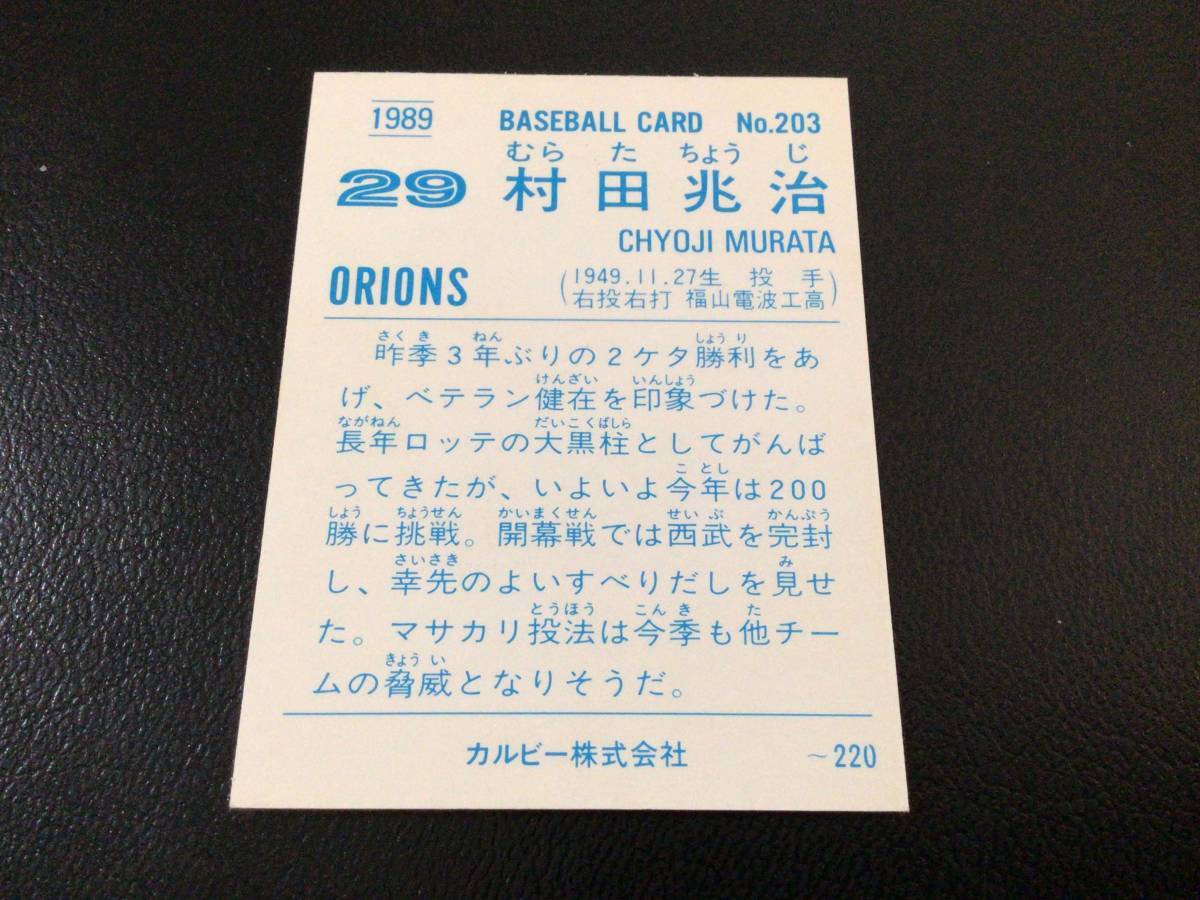 1989 BASEBALL CARD No.203
むら た ちょう じ
29 村田兆治
CHYOJI MURATA
ORIONS (1949.11.27生 投手
右投右打 福山電波工高)
さく き ねん しょう り
昨季3年ぶりの2ケタ勝利をあ
けんざい いんしょう
げ、ベテラン健在を印象づけた。
ながねん だいこくばしら
長年ロッテの大黒柱としてがんば
こ とし
ってきたが、いよいよ今年は200
しょう ちょうせん かいまくせん せい ぶ かんぷう
勝に挑戦。開幕戦では西武を完封
さいさき み
し、幸先のよいすべりだしを見せ
とうほう こん き た
た。マサカリ投法は今季も他チー
きょう い
ムの脅威となりそうだ。
カルビー株式会社 ~220